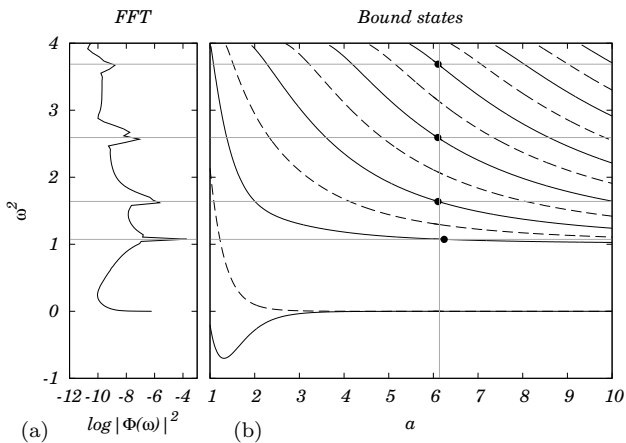 FFT
Bound states
4
3
2
1
0
-1
ω²
-12 -10 -8 -6 -4 -2
1 2 3 4 5 6 7 8 9 10
(a) log|Φ(ω)|²
(b) a